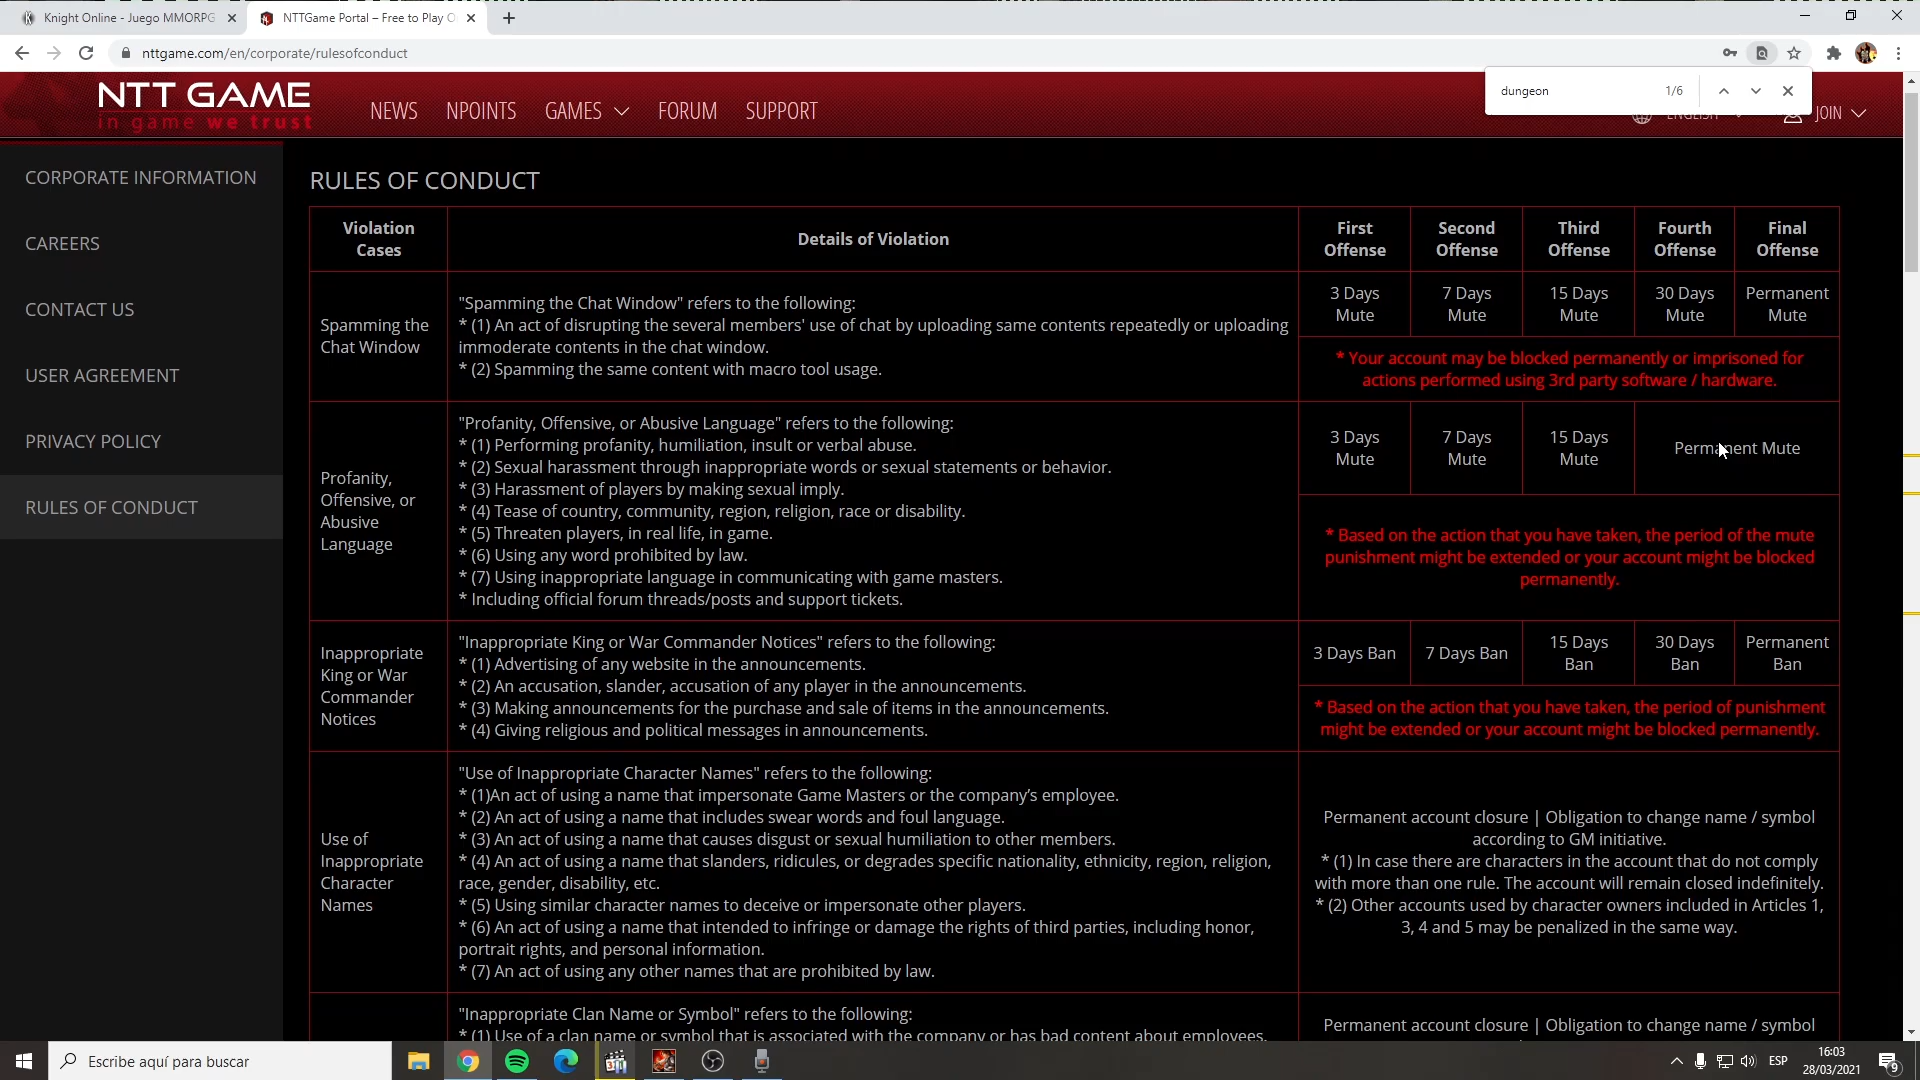 Knight Online - Juego MMORPG
NTTGame Portal – Free to Play O
nttgame.com/en/corporate/rulesofconduct
dungeon
1/6
NTT GAME
in game we trust
NEWS
NPOINTS
GAMES
FORUM
SUPPORT
ENGLISH
JOIN
CORPORATE INFORMATION
CAREERS
CONTACT US
USER AGREEMENT
PRIVACY POLICY
RULES OF CONDUCT
RULES OF CONDUCT
Violation
Cases
Details of Violation
First
Offense
Second
Offense
Third
Offense
Fourth
Offense
Final
Offense
Spamming the
Chat Window
"Spamming the Chat Window" refers to the following:
* (1) An act of disrupting the several members' use of chat by uploading same contents repeatedly or uploading
immoderate contents in the chat window.
* (2) Spamming the same content with macro tool usage.
3 Days
Mute
7 Days
Mute
15 Days
Mute
30 Days
Mute
Permanent
Mute
* Your account may be blocked permanently or imprisoned for
actions performed using 3rd party software / hardware.
Profanity,
Offensive, or
Abusive
Language
"Profanity, Offensive, or Abusive Language" refers to the following:
* (1) Performing profanity, humiliation, insult or verbal abuse.
* (2) Sexual harassment through inappropriate words or sexual statements or behavior.
* (3) Harassment of players by making sexual imply.
* (4) Tease of country, community, region, religion, race or disability.
* (5) Threaten players, in real life, in game.
* (6) Using any word prohibited by law.
* (7) Using inappropriate language in communicating with game masters.
* Including official forum threads/posts and support tickets.
3 Days
Mute
7 Days
Mute
15 Days
Mute
Permanent Mute
* Based on the action that you have taken, the period of the mute
punishment might be extended or your account might be blocked
permanently.
Inappropriate
King or War
Commander
Notices
"Inappropriate King or War Commander Notices" refers to the following:
* (1) Advertising of any website in the announcements.
* (2) An accusation, slander, accusation of any player in the announcements.
* (3) Making announcements for the purchase and sale of items in the announcements.
* (4) Giving religious and political messages in announcements.
3 Days Ban
7 Days Ban
15 Days
Ban
30 Days
Ban
Permanent
Ban
* Based on the action that you have taken, the period of punishment
might be extended or your account might be blocked permanently.
Use of
Inappropriate
Character
Names
"Use of Inappropriate Character Names" refers to the following:
* (1)An act of using a name that impersonate Game Masters or the company's employee.
* (2) An act of using a name that includes swear words and foul language.
* (3) An act of using a name that causes disgust or sexual humiliation to other members.
* (4) An act of using a name that slanders, ridicules, or degrades specific nationality, ethnicity, region, religion,
race, gender, disability, etc.
* (5) Using similar character names to deceive or impersonate other players.
* (6) An act of using a name that intended to infringe or damage the rights of third parties, including honor,
portrait rights, and personal information.
* (7) An act of using any other names that are prohibited by law.
Permanent account closure | Obligation to change name / symbol
according to GM initiative.
* (1) In case there are characters in the account that do not comply
with more than one rule. The account will remain closed indefinitely.
* (2) Other accounts used by character owners included in Articles 1,
3, 4 and 5 may be penalized in the same way.
"Inappropriate Clan Name or Symbol" refers to the following:
* (1) Use of a clan name or symbol that is associated with the company or has bad content about employees.
Permanent account closure | Obligation to change name / symbol
Escribe aquí para buscar
ESP
16:03
28/03/2021
9